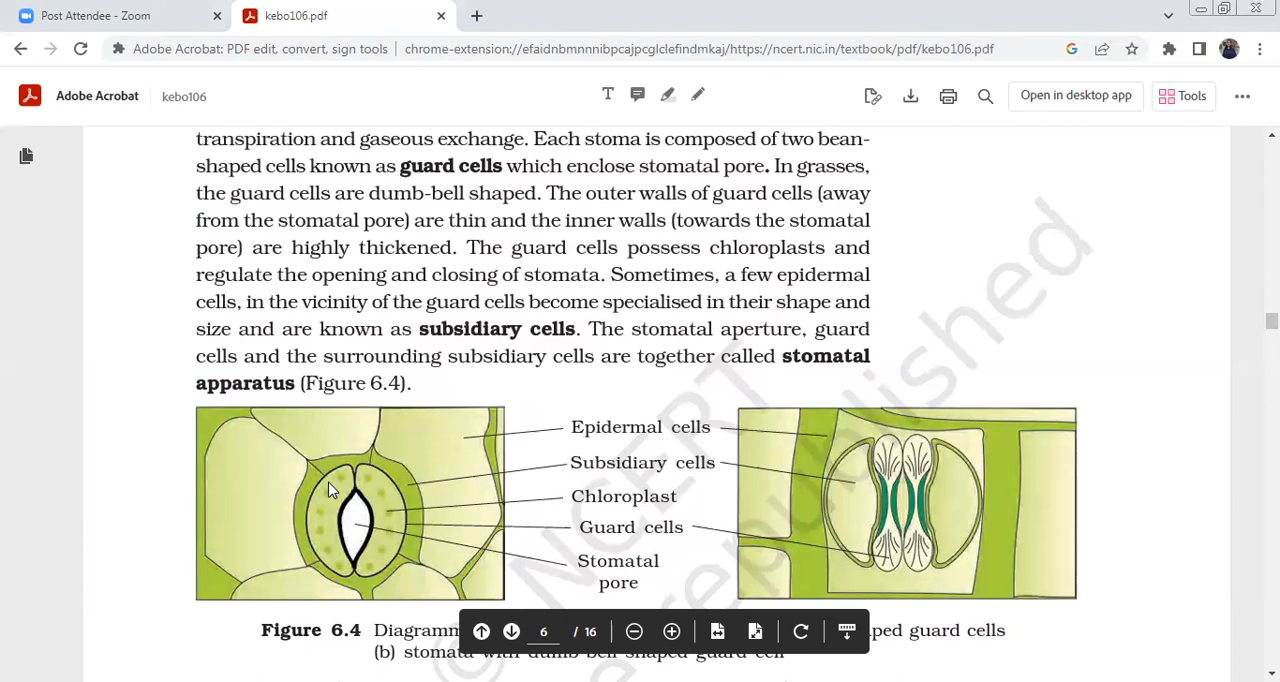 Post Attendee - Zoom
kebo106.pdf
Adobe Acrobat: PDF edit, convert, sign tools | chrome-extension://efaidnbmnnnibpcajpcglclefindmkaj/https://ncert.nic.in/textbook/pdf/kebo106.pdf
Adobe Acrobat kebo106 Open in desktop app Tools
transpiration and gaseous exchange. Each stoma is composed of two bean-
shaped cells known as guard cells which enclose stomatal pore. In grasses,
the guard cells are dumb-bell shaped. The outer walls of guard cells (away
from the stomatal pore) are thin and the inner walls (towards the stomatal
pore) are highly thickened. The guard cells possess chloroplasts and
regulate the opening and closing of stomata. Sometimes, a few epidermal
cells, in the vicinity of the guard cells become specialised in their shape and
size and are known as subsidiary cells. The stomatal aperture, guard
cells and the surrounding subsidiary cells are together called stomatal
apparatus (Figure 6.4).
Epidermal cells
Subsidiary cells
Chloroplast
Guard cells
Stomatal
pore
Figure 6.4 Diagramm ped guard cells
(b) stomata with dumb-bell shaped guard cell
6 / 16
© NCERT
republished